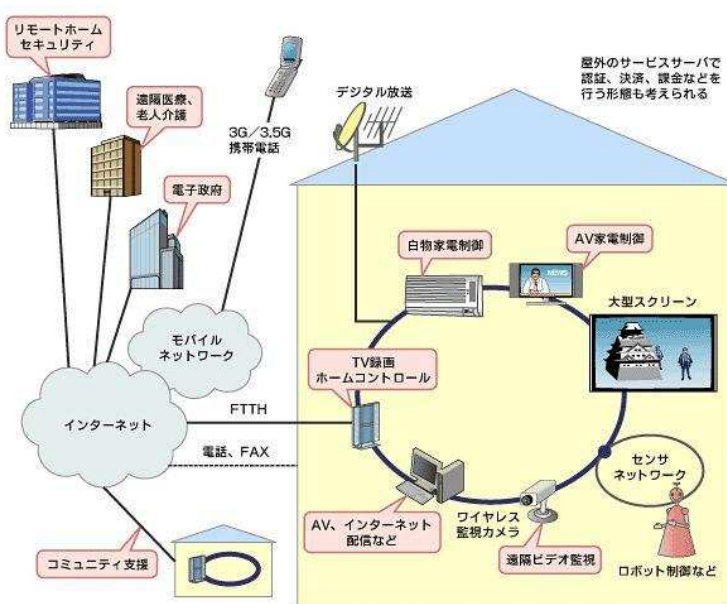 リモートホーム
セキュリティ
遠隔医療、
老人介護
電子政府
3G/3.5G
携帯電話
デジタル放送
屋外のサービスサーバで
認証、決済、課金などを
行う形態も考えられる
白物家電制御
AV家電制御
NEWS
大型スクリーン
モバイル
ネットワーク
TV録画
ホームコントロール
インターネット
FTTH
電話、FAX
センサ
ネットワーク
AV、インターネット
配信など
ワイヤレス
監視カメラ
遠隔ビデオ監視
ロボット制御など
コミュニティ支援